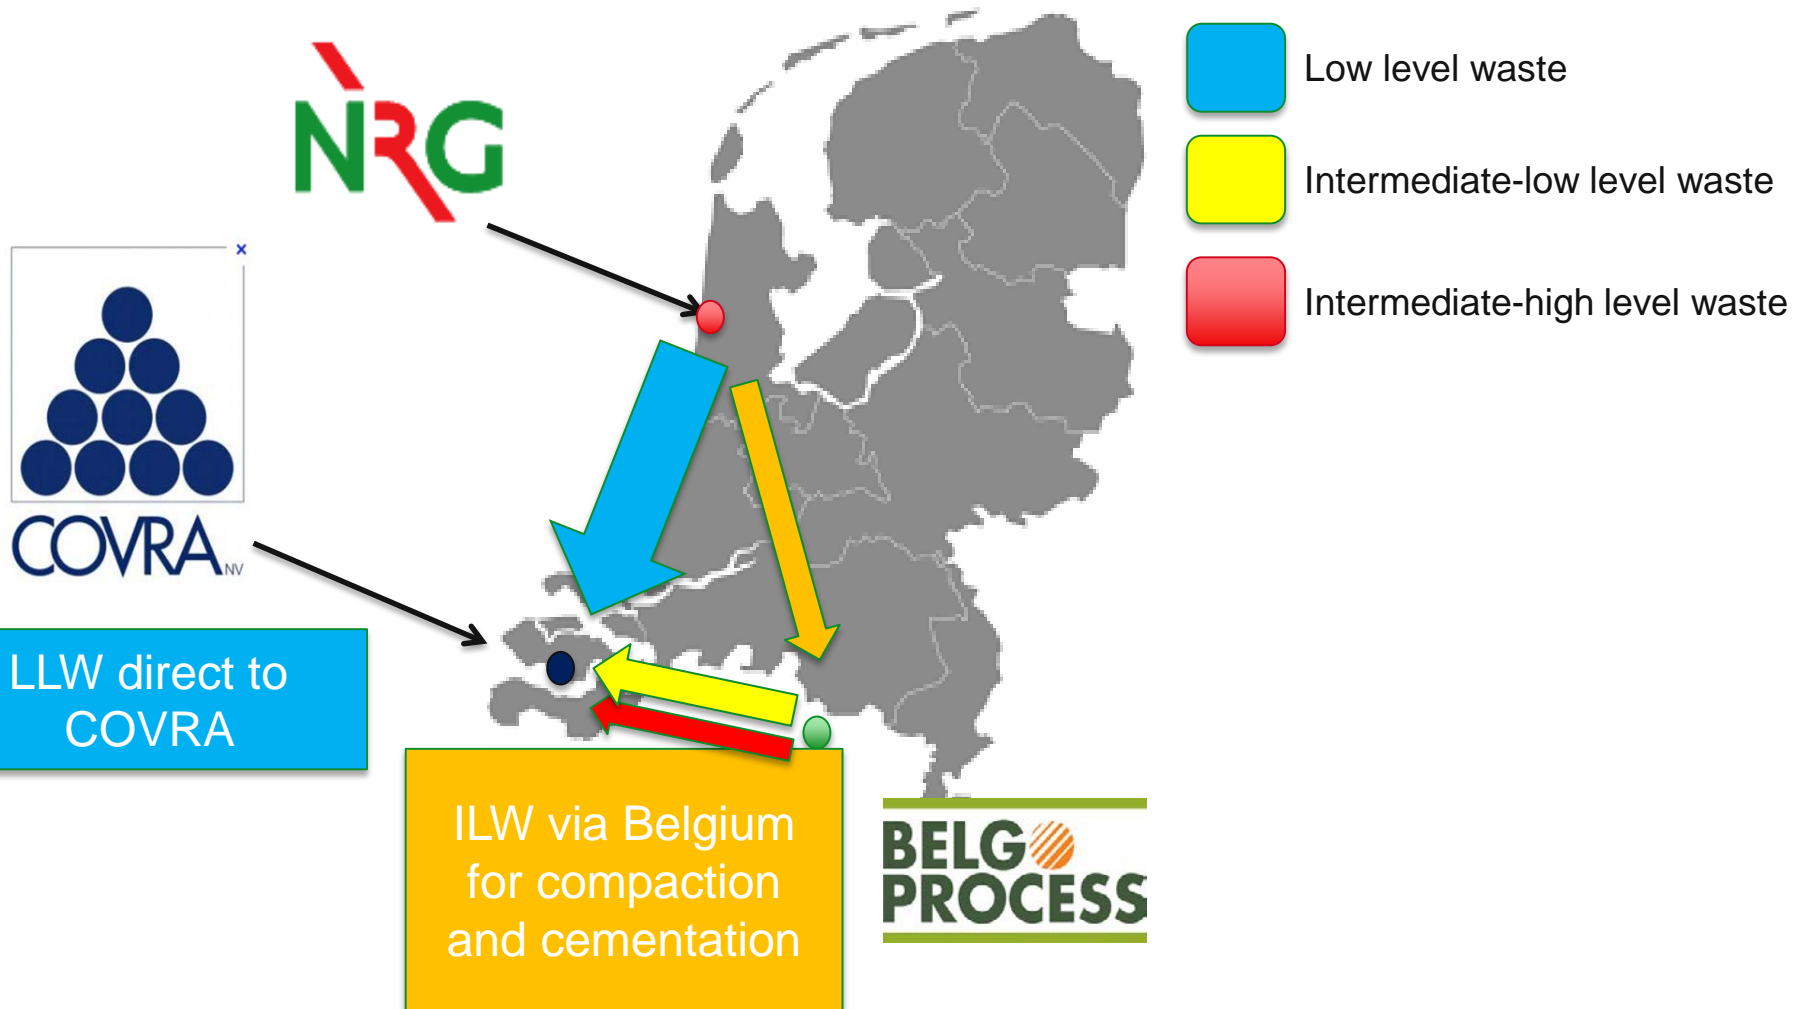 NRG
Low level waste
Intermediate-low level waste
Intermediate-high level waste
x
COVRA NV
LLW direct to
COVRA
ILW via Belgium
for compaction
and cementation
BELGO
PROCESS